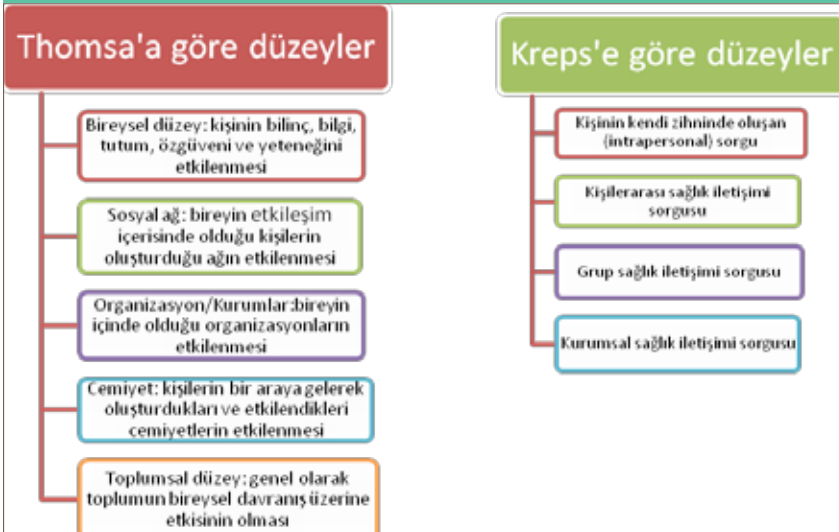 Thomsa'a göre düzeyler
Bireysel düzey: kişinin bilinç, bilgi,
tutum, özgüveni ve yeteneğini
etkilenmesi
Sosyal ağ: bireyin etkileşim
içerisinde olduğu kişilerin
oluşturduğu ağın etkilenmesi
Organizasyon/Kurumlar:bireyin
içinde olduğu organizasyonların
etkilenmesi
Cemiyet: kişilerin bir araya gelerek
oluşturdukları ve etkilendikleri
cemiyetlerin etkilenmesi
Toplumsal düzey: genel olarak
toplumun bireysel davranış üzerine
etkisinin olması
Kreps'e göre düzeyler
Kişinin kendi zihninde oluşan
(intrapersonal) sorgu
Kişilerarası sağlık iletişimi
sorgusu
Grup sağlık iletişimi sorgusu
Kurumsal sağlık iletişimi sorgusu